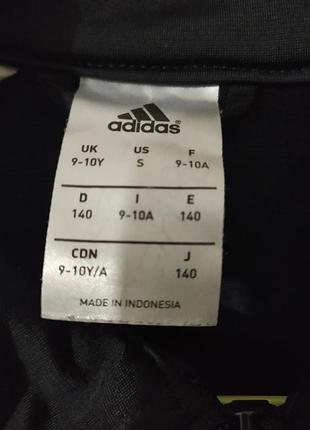 adidas
UK US F
9-10Y S 9-10A
D I E
140 9-10A 140
CDN J
9-10Y/A 140
MADE IN INDONESIA